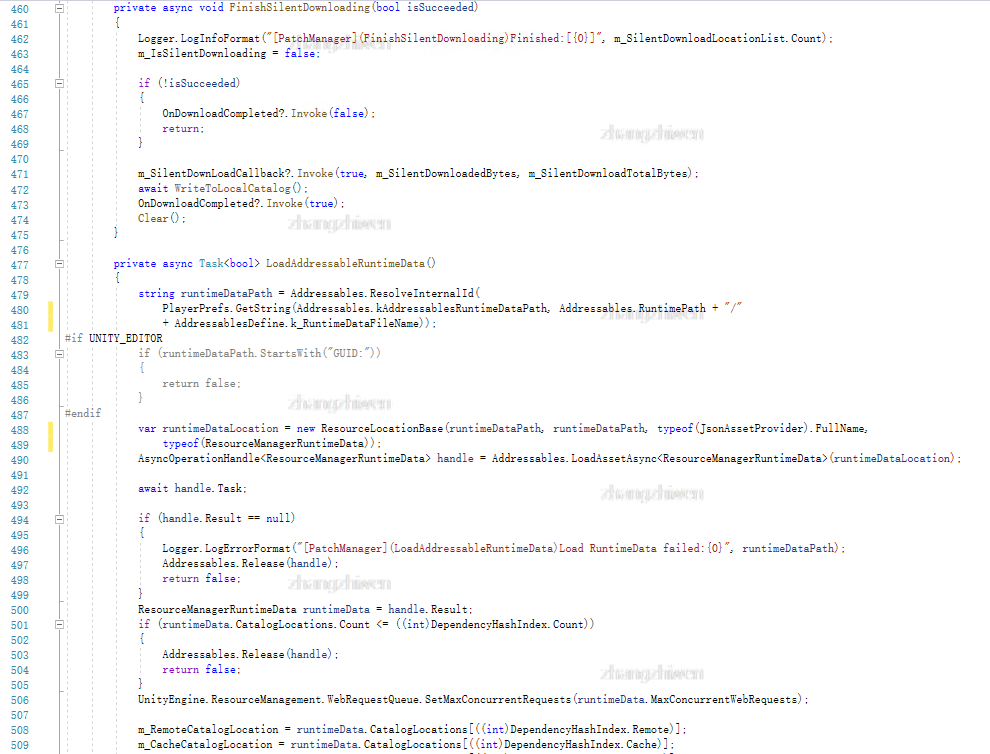 460 private async void FinishSilentDownloading(bool isSucceeded)
461 {
462 Logger.LogInfoFormat("[PatchManager](FinishSilentDownloading)Finished:[{0}]", m_SilentDownloadLocationList.Count);
463 m_IsSilentDownloading = false;
464
465 if (!isSucceeded)
466 {
467 OnDownloadCompleted?.Invoke(false);
468 return;
469 }
470
471 m_SilentDownLoadCallback?.Invoke(true, m_SilentDownloadedBytes, m_SilentDownloadTotalBytes);
472 await WriteToLocalCatalog();
473 OnDownloadCompleted?.Invoke(true);
474 Clear();
475 }
476
477 private async Task<bool> LoadAddressableRuntimeData()
478 {
479 string runtimeDataPath = Addressables.ResolveInternalId(
480 PlayerPrefs.GetString(Addressables.kAddressablesRuntimeDataPath, Addressables.RuntimePath + "/"
481 + AddressablesDefine.k_RuntimeDataFileName));
482 #if UNITY_EDITOR
483 if (runtimeDataPath.StartsWith("GUID:"))
484 {
485 return false;
486 }
487 #endif
488 var runtimeDataLocation = new ResourceLocationBase(runtimeDataPath, runtimeDataPath, typeof(JsonAssetProvider).FullName,
489 typeof(ResourceManagerRuntimeData));
490 AsyncOperationHandle<ResourceManagerRuntimeData> handle = Addressables.LoadAssetAsync<ResourceManagerRuntimeData>(runtimeDataLocation);
491
492 await handle.Task;
493
494 if (handle.Result == null)
495 {
496 Logger.LogErrorFormat("[PatchManager](LoadAddressableRuntimeData)Load RuntimeData failed:{0}", runtimeDataPath);
497 Addressables.Release(handle);
498 return false;
499 }
500 ResourceManagerRuntimeData runtimeData = handle.Result;
501 if (runtimeData.CatalogLocations.Count <= ((int)DependencyHashIndex.Count))
502 {
503 Addressables.Release(handle);
504 return false;
505 }
506 UnityEngine.ResourceManagement.WebRequestQueue.SetMaxConcurrentRequests(runtimeData.MaxConcurrentWebRequests);
507
508 m_RemoteCatalogLocation = runtimeData.CatalogLocations[((int)DependencyHashIndex.Remote)];
509 m_CacheCatalogLocation = runtimeData.CatalogLocations[((int)DependencyHashIndex.Cache)];